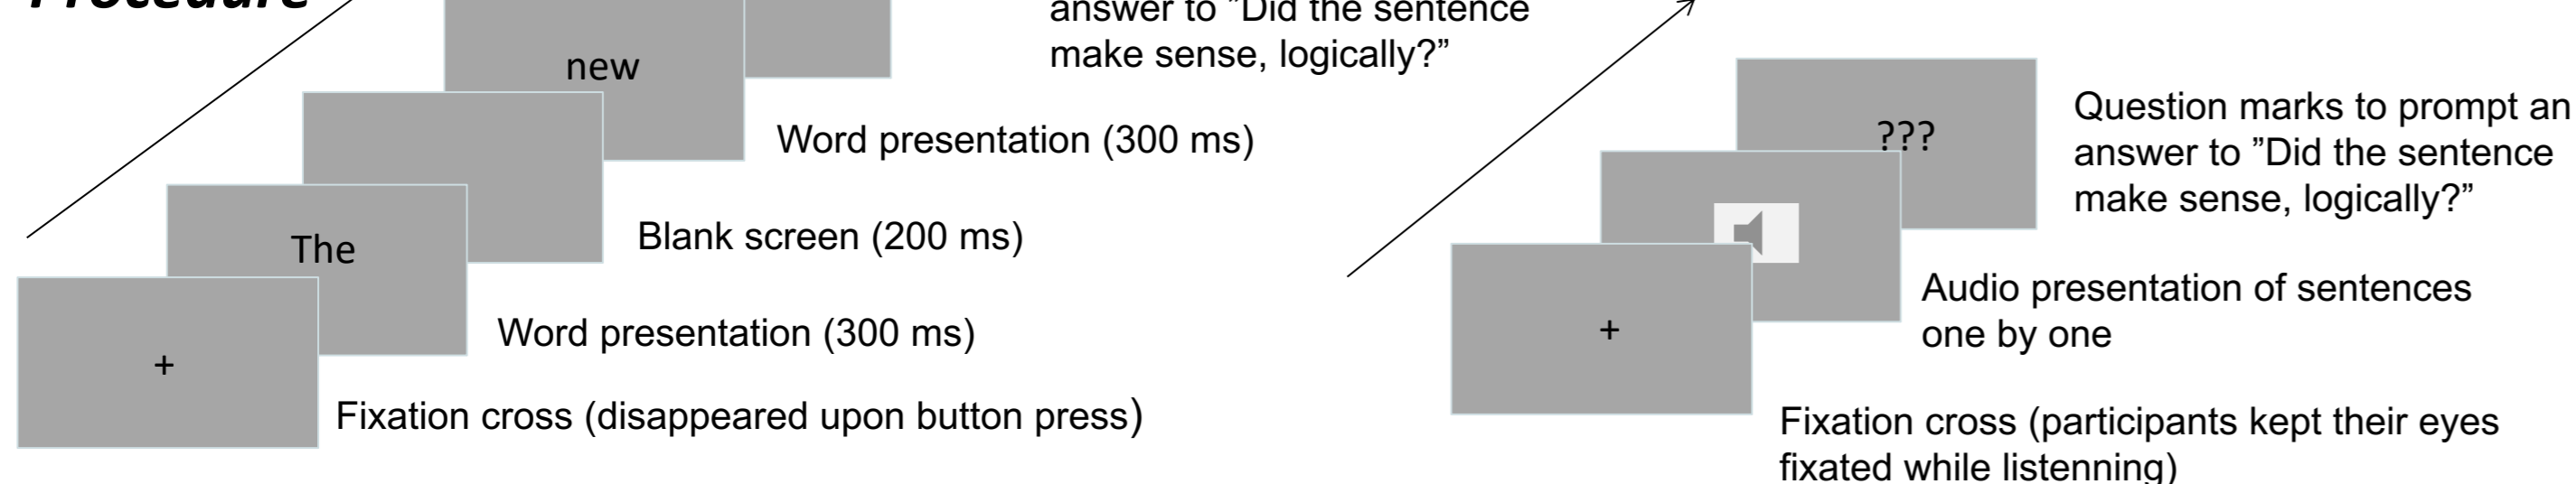 Procedure
answer to ”Did the sentence
make sense, logically?”
new
Word presentation (300 ms)
Blank screen (200 ms)
The
Word presentation (300 ms)
+
Fixation cross (disappeared upon button press)
???
Question marks to prompt an
answer to ”Did the sentence
make sense, logically?”
Audio presentation of sentences
one by one
+
Fixation cross (participants kept their eyes
fixated while listenning)